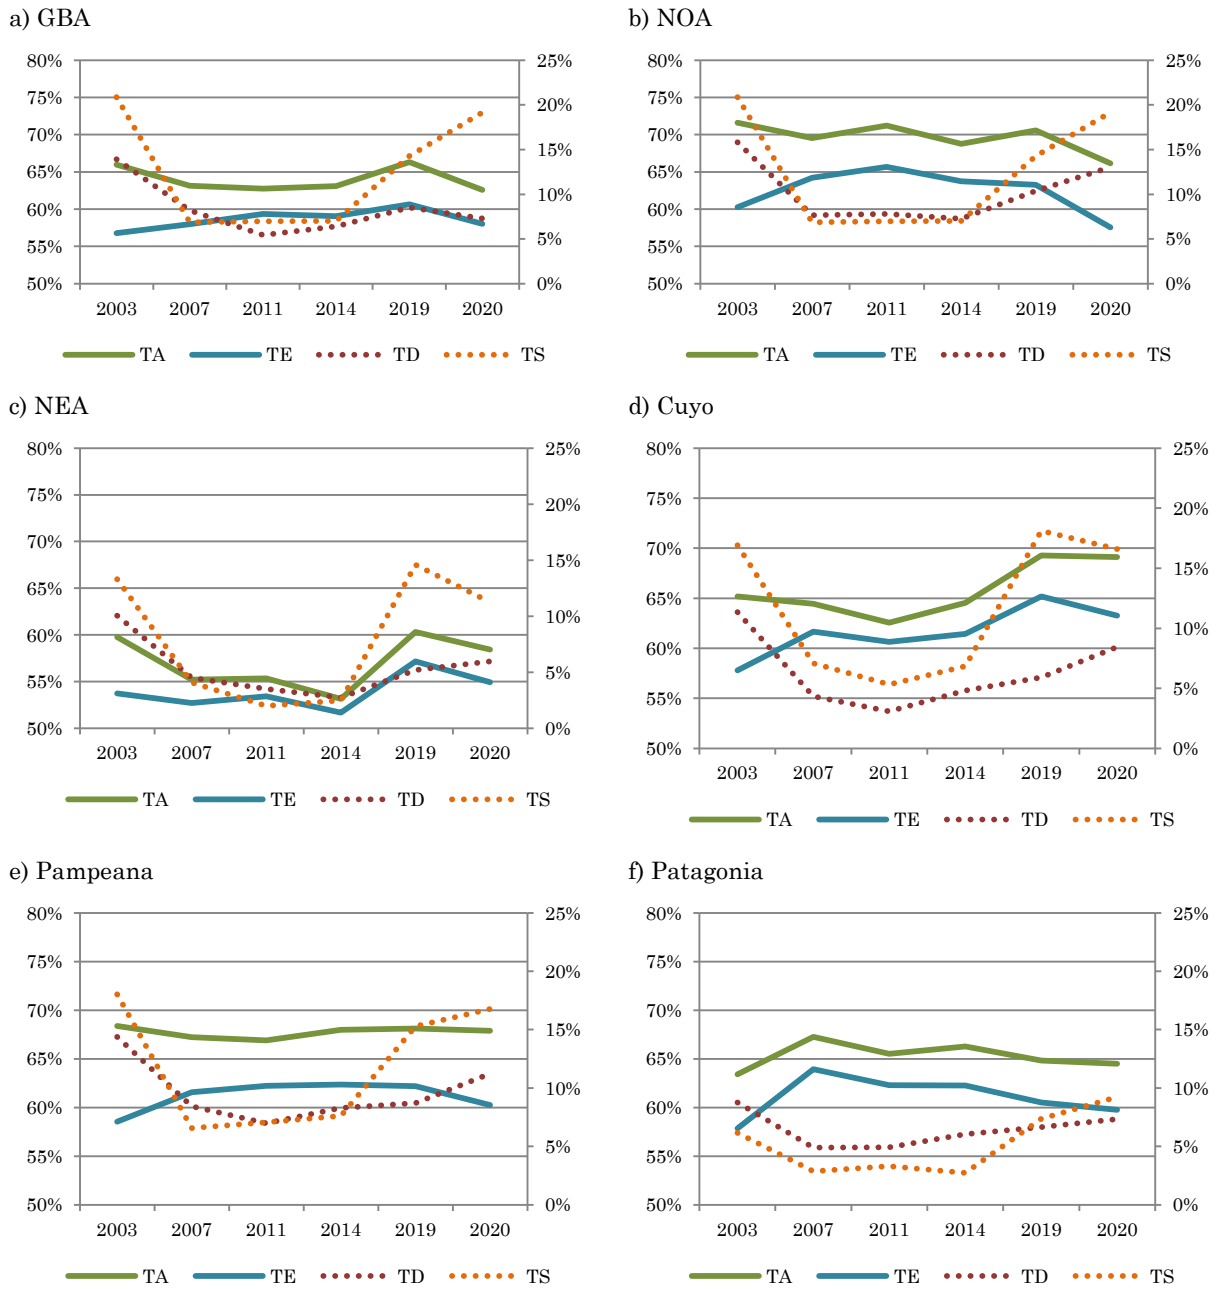 a) GBA
b) NOA
80% 25% 80% 25%
75% 20% 75% 20%
70% 70%
65% 15% 65% 15%
60% 10% 60% 10%
55% 5% 55% 5%
50% 0% 50% 0%
2003 2007 2011 2014 2019 2020
2003 2007 2011 2014 2019 2020
TA TE TD TS
TA TE TD TS
c) NEA
d) Cuyo
80% 25% 80% 25%
75% 20% 75% 20%
70% 15% 70% 15%
65% 65%
60% 10% 60% 10%
55% 5% 55% 5%
50% 0% 50% 0%
2003 2007 2011 2014 2019 2020
2003 2007 2011 2014 2019 2020
TA TE TD TS
TA TE TD TS
e) Pampeana
f) Patagonia
80% 25% 80% 25%
75% 20% 75% 20%
70% 15% 70% 15%
65% 65%
60% 10% 60% 10%
55% 5% 55% 5%
50% 0% 50% 0%
2003 2007 2011 2014 2019 2020
2003 2007 2011 2014 2019 2020
TA TE TD TS
TA TE TD TS